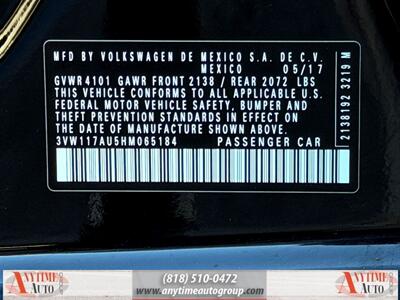 MFD BY VOLKSWAGEN DE MEXICO S.A. DE C.V.
MEXICO 05/17
GVWR 4101 GAWR FRONT 2138 / REAR 2072 LBS
THIS VEHICLE CONFORMS TO ALL APPLICABLE U.S.
FEDERAL MOTOR VEHICLE SAFETY, BUMPER AND
THEFT PREVENTION STANDARDS IN EFFECT ON THE
DATE OF MANUFACTURE SHOWN ABOVE
3VW117AU5HM065184 PASSENGER CAR
2138192 3219 M
ANYTIME
AUTO
(818) 510-0472
www.anytimeautogroup.com
ANYTIME
AUTO